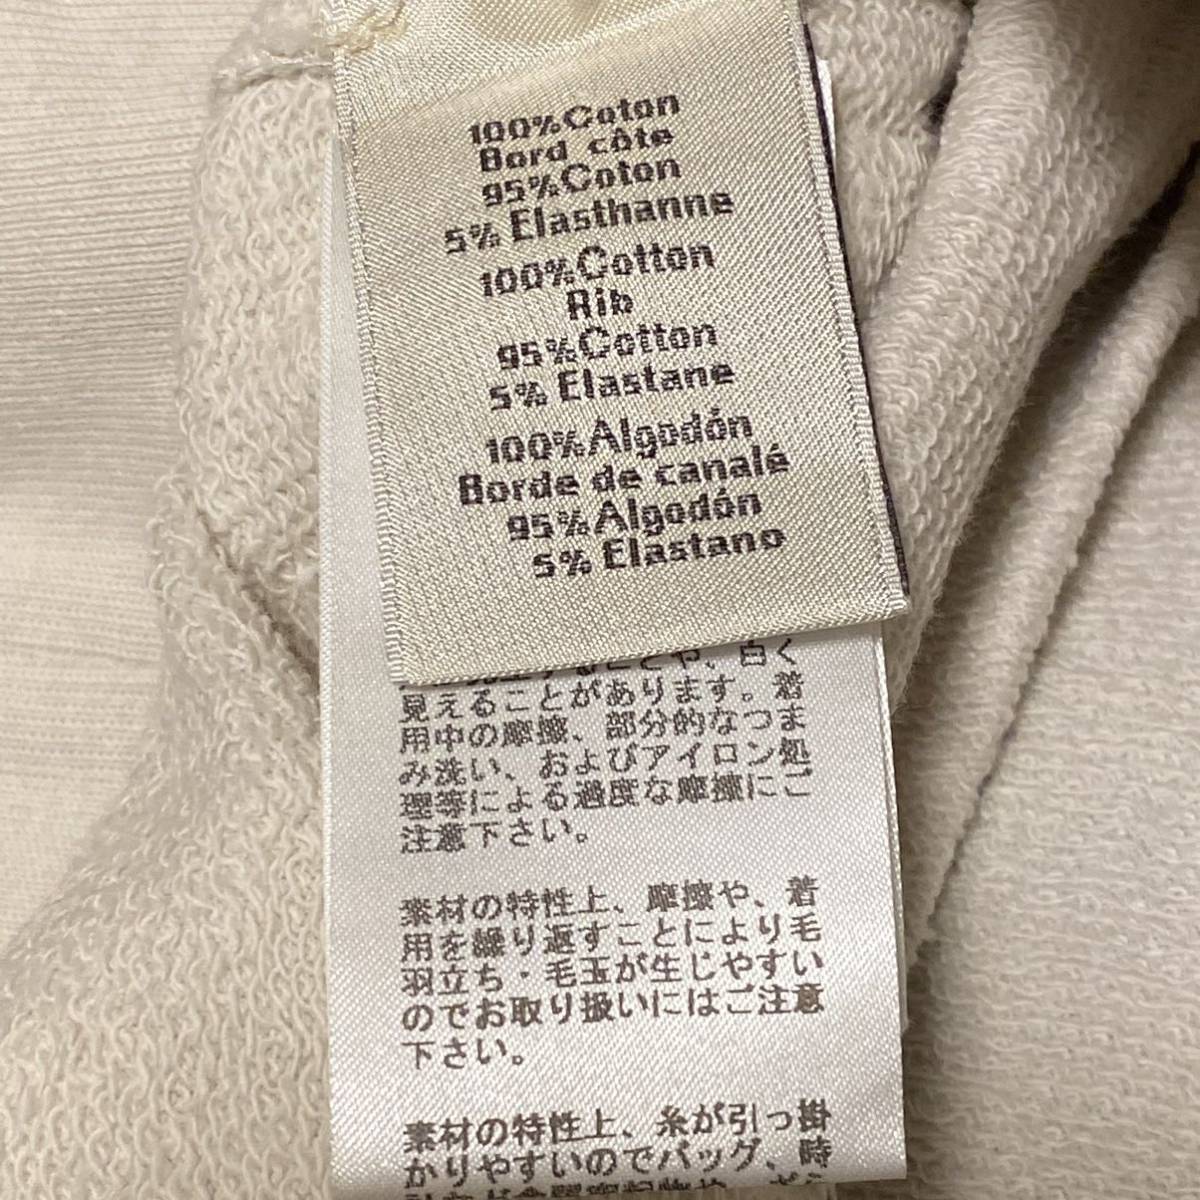 100%Coton
Bord côte
95%Coton
5% Elasthanne
100%Cotton
Rib
95%Cotton
5% Elastane
100%Algodón
Borde de canalé
95%Algodón
5% Elastano
ことや、白く
見えることがあります。着
用中の摩擦、部分的なつま
み洗い、およびアイロン処
理等による過度な摩擦にご
注意下さい。
素材の特性上、摩擦や、着
用を繰り返すことにより毛
羽立ち・毛玉が生じやすい
のでお取り扱いにはご注意
下さい。
素材の特性上、糸が引っ掛
かりやすいのでバッグ、時